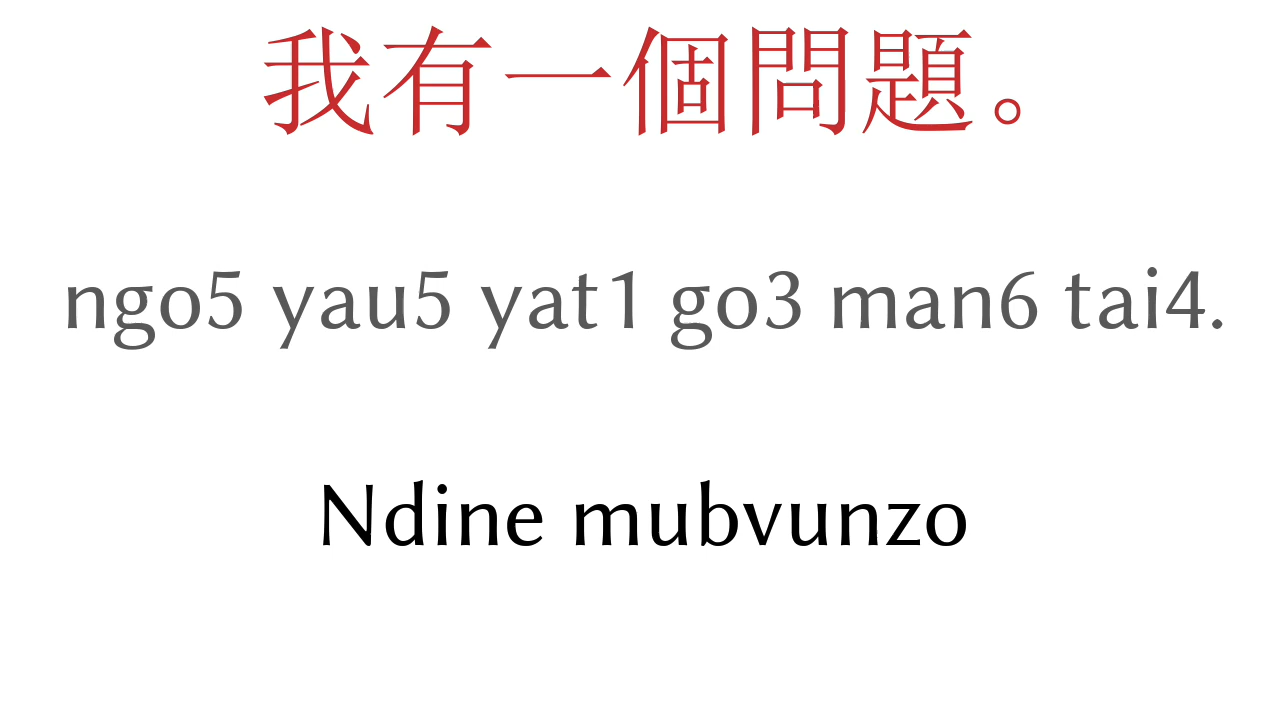 我有一個問題。
ngo5 yau5 yat1 go3 man6 tai4.
Ndine mubvunzo